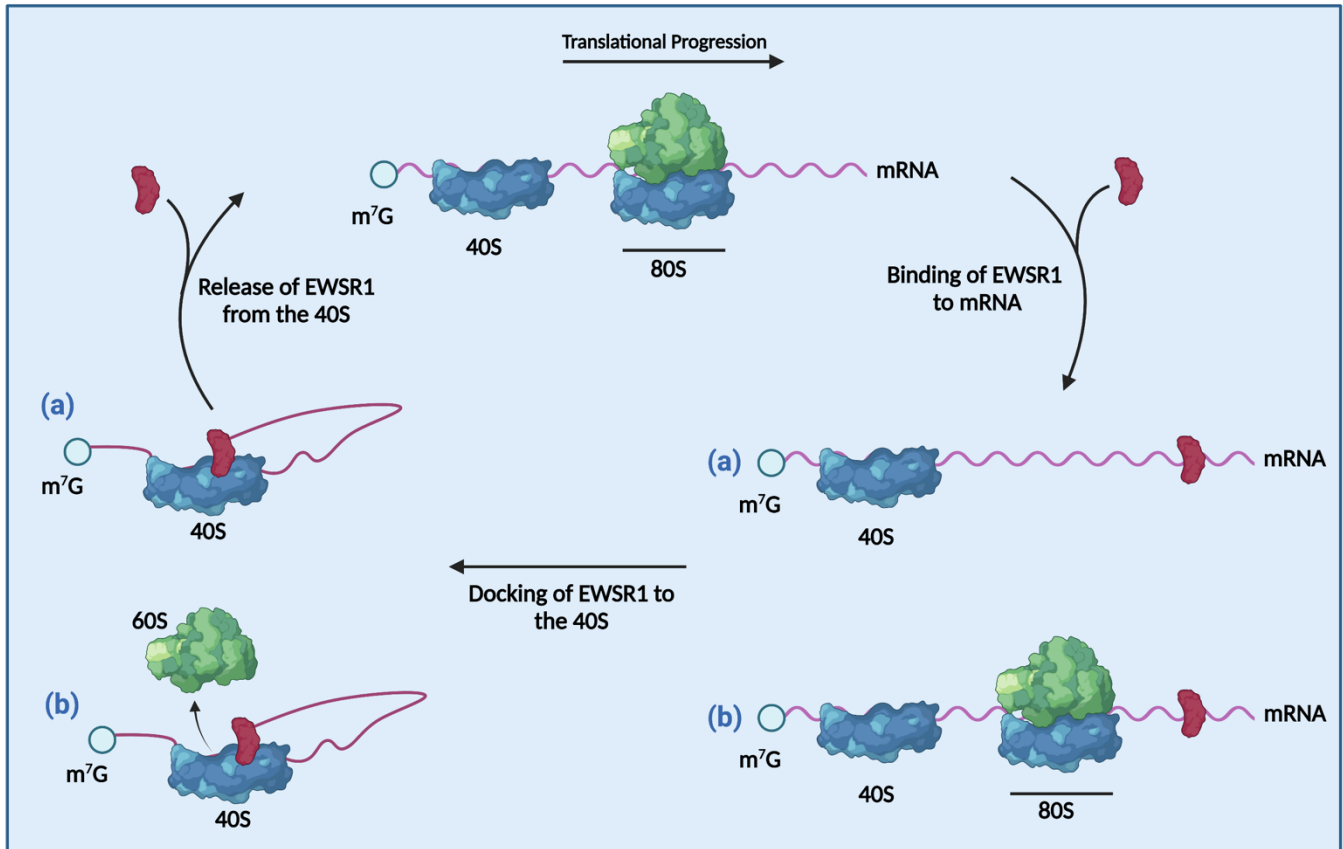 Translational Progression
mRNA
m⁷G
40S
80S
Release of EWSR1
from the 40S
Binding of EWSR1
to mRNA
(a)
m⁷G
40S
(a)
mRNA
m⁷G
40S
Docking of EWSR1 to
the 40S
60S
(b)
m⁷G
40S
(b)
mRNA
m⁷G
40S
80S